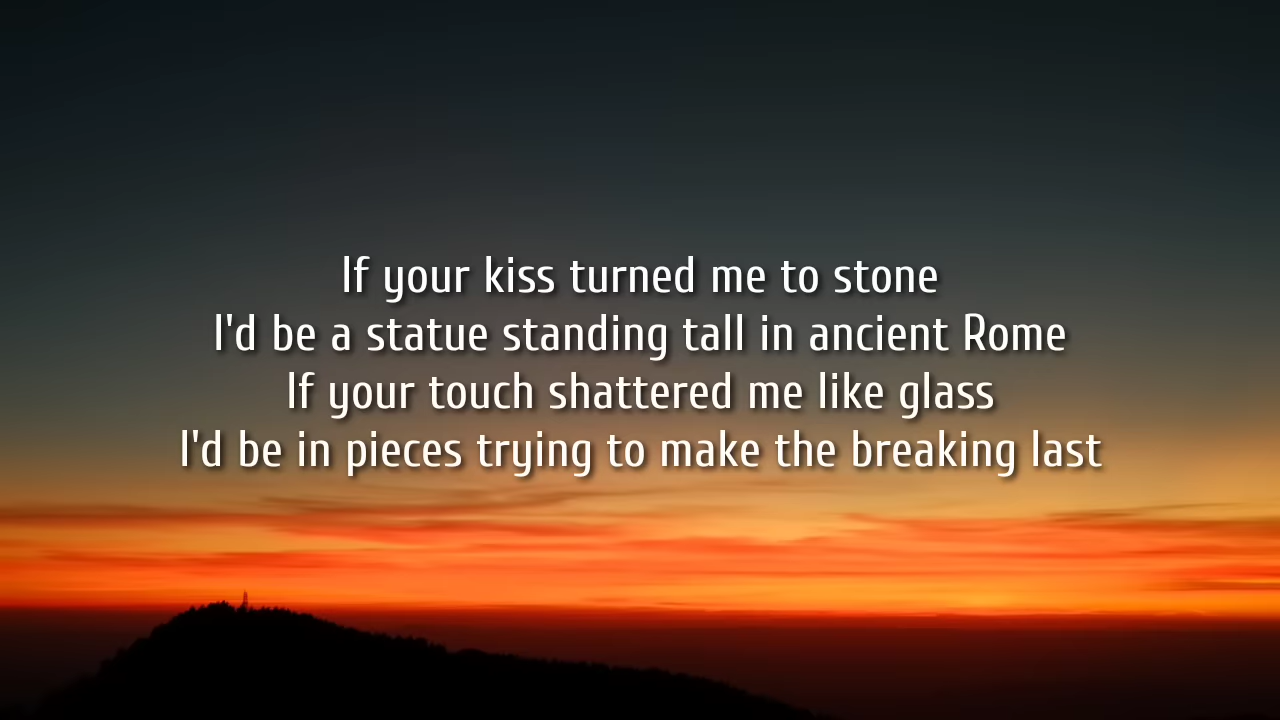 If your kiss turned me to stone
I'd be a statue standing tall in ancient Rome
If your touch shattered me like glass
I'd be in pieces trying to make the breaking last